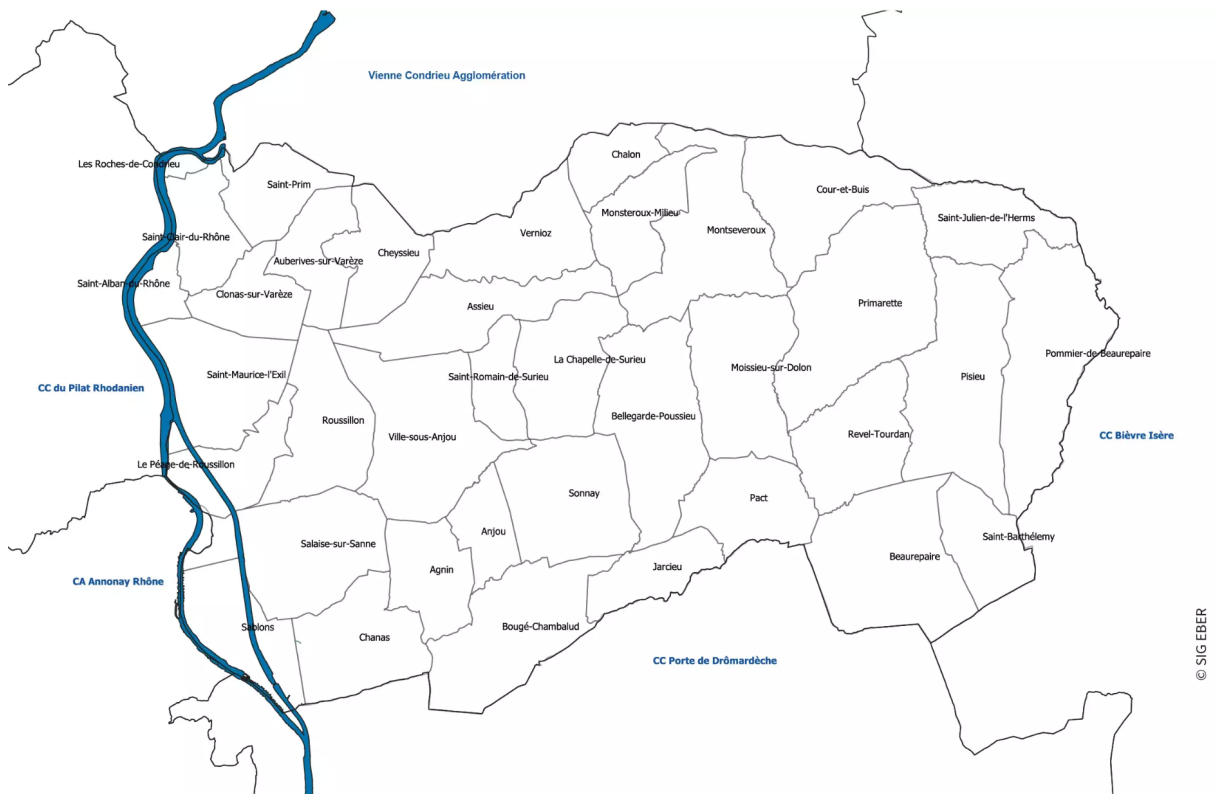 Vienne Condrieu Agglomération
Chalon
Les Roches-de-Condrieu
Saint-Prim
Cour-et-Buis
Monsteroux-Milieu
Saint-Julien-de-l'Herms
Montseveroux
Vernioz
Saint-Clair-du-Rhône
Cheyssieu
Auberives-sur-Varèze
Saint-Alban-du-Rhône
Clonas-sur-Varèze
Primarette
Assieu
Pommier-de-Beaurepaire
La Chapelle-de-Surieu
Moissieu-sur-Dolon
Saint-Maurice-l'Exil
Saint-Romain-de-Surieu
Pisieu
CC du Pilat Rhodanien
Bellegarde-Poussieu
Roussillon
Revel-Tourdan
CC Bièvre Isère
Ville-sous-Anjou
Le Péage-de-Roussillon
Sonnay
Pact
Anjou
Saint-Barthélemy
Salaise-sur-Sanne
Beaurepaire
Jarcieu
Agnin
CA Annonay Rhône
Bougé-Chambalud
Sablons
Chanas
CC Porte de Drômardèche
© SIG EBER